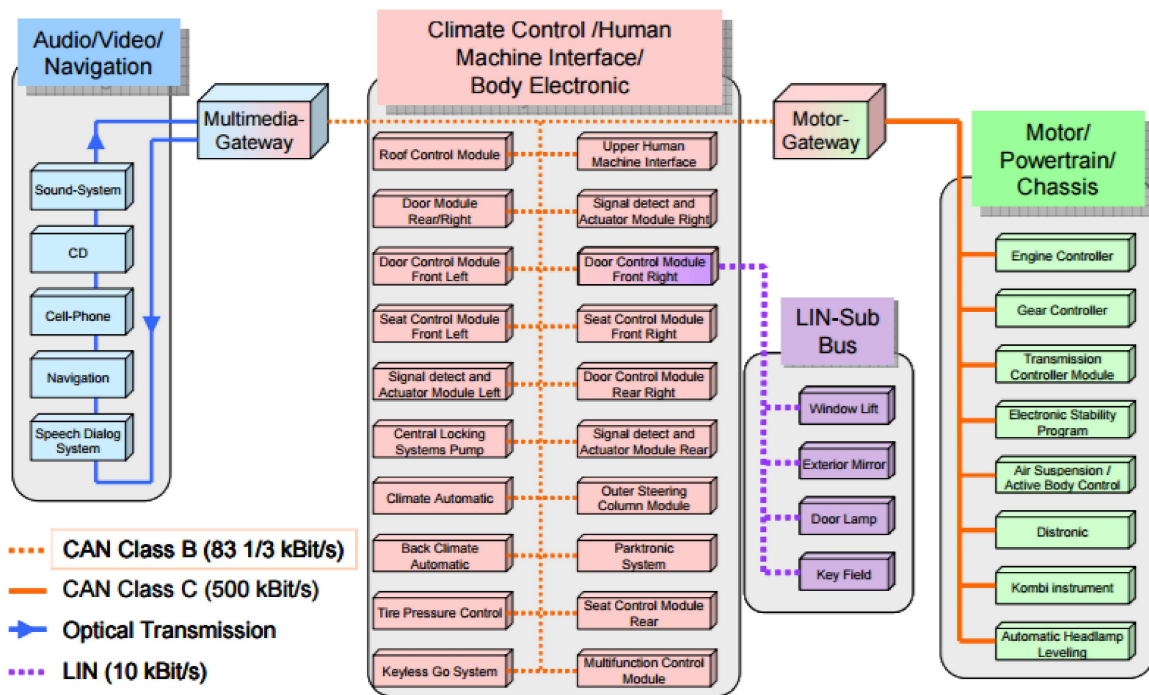 Audio/Video/
Navigation
Multimedia-
Gateway
Sound-System
CD
Cell-Phone
Navigation
Speech Dialog
System
Climate Control /Human
Machine Interface/
Body Electronic
Roof Control Module
Upper Human
Machine Interface
Door Module
Rear/Right
Signal detect and
Actuator Module Right
Door Control Module
Front Left
Door Control Module
Front Right
Seat Control Module
Front Left
Seat Control Module
Front Right
Signal detect and
Actuator Module Left
Door Control Module
Rear Right
Central Locking
Systems Pump
Signal detect and
Actuator Module Rear
Climate Automatic
Outer Steering
Column Module
Back Climate
Automatic
Parktronic
System
Tire Pressure Control
Seat Control Module
Rear
Keyless Go System
Multifunction Control
Module
Motor-
Gateway
LIN-Sub
Bus
Window Lift
Exterior Mirror
Door Lamp
Key Field
Motor/
Powertrain/
Chassis
Engine Controller
Gear Controller
Transmission
Controller Module
Electronic Stability
Program
Air Suspension /
Active Body Control
Distronic
Kombi instrument
Automatic Headlamp
Leveling
CAN Class B (83 1/3 kBit/s)
CAN Class C (500 kBit/s)
Optical Transmission
LIN (10 kBit/s)